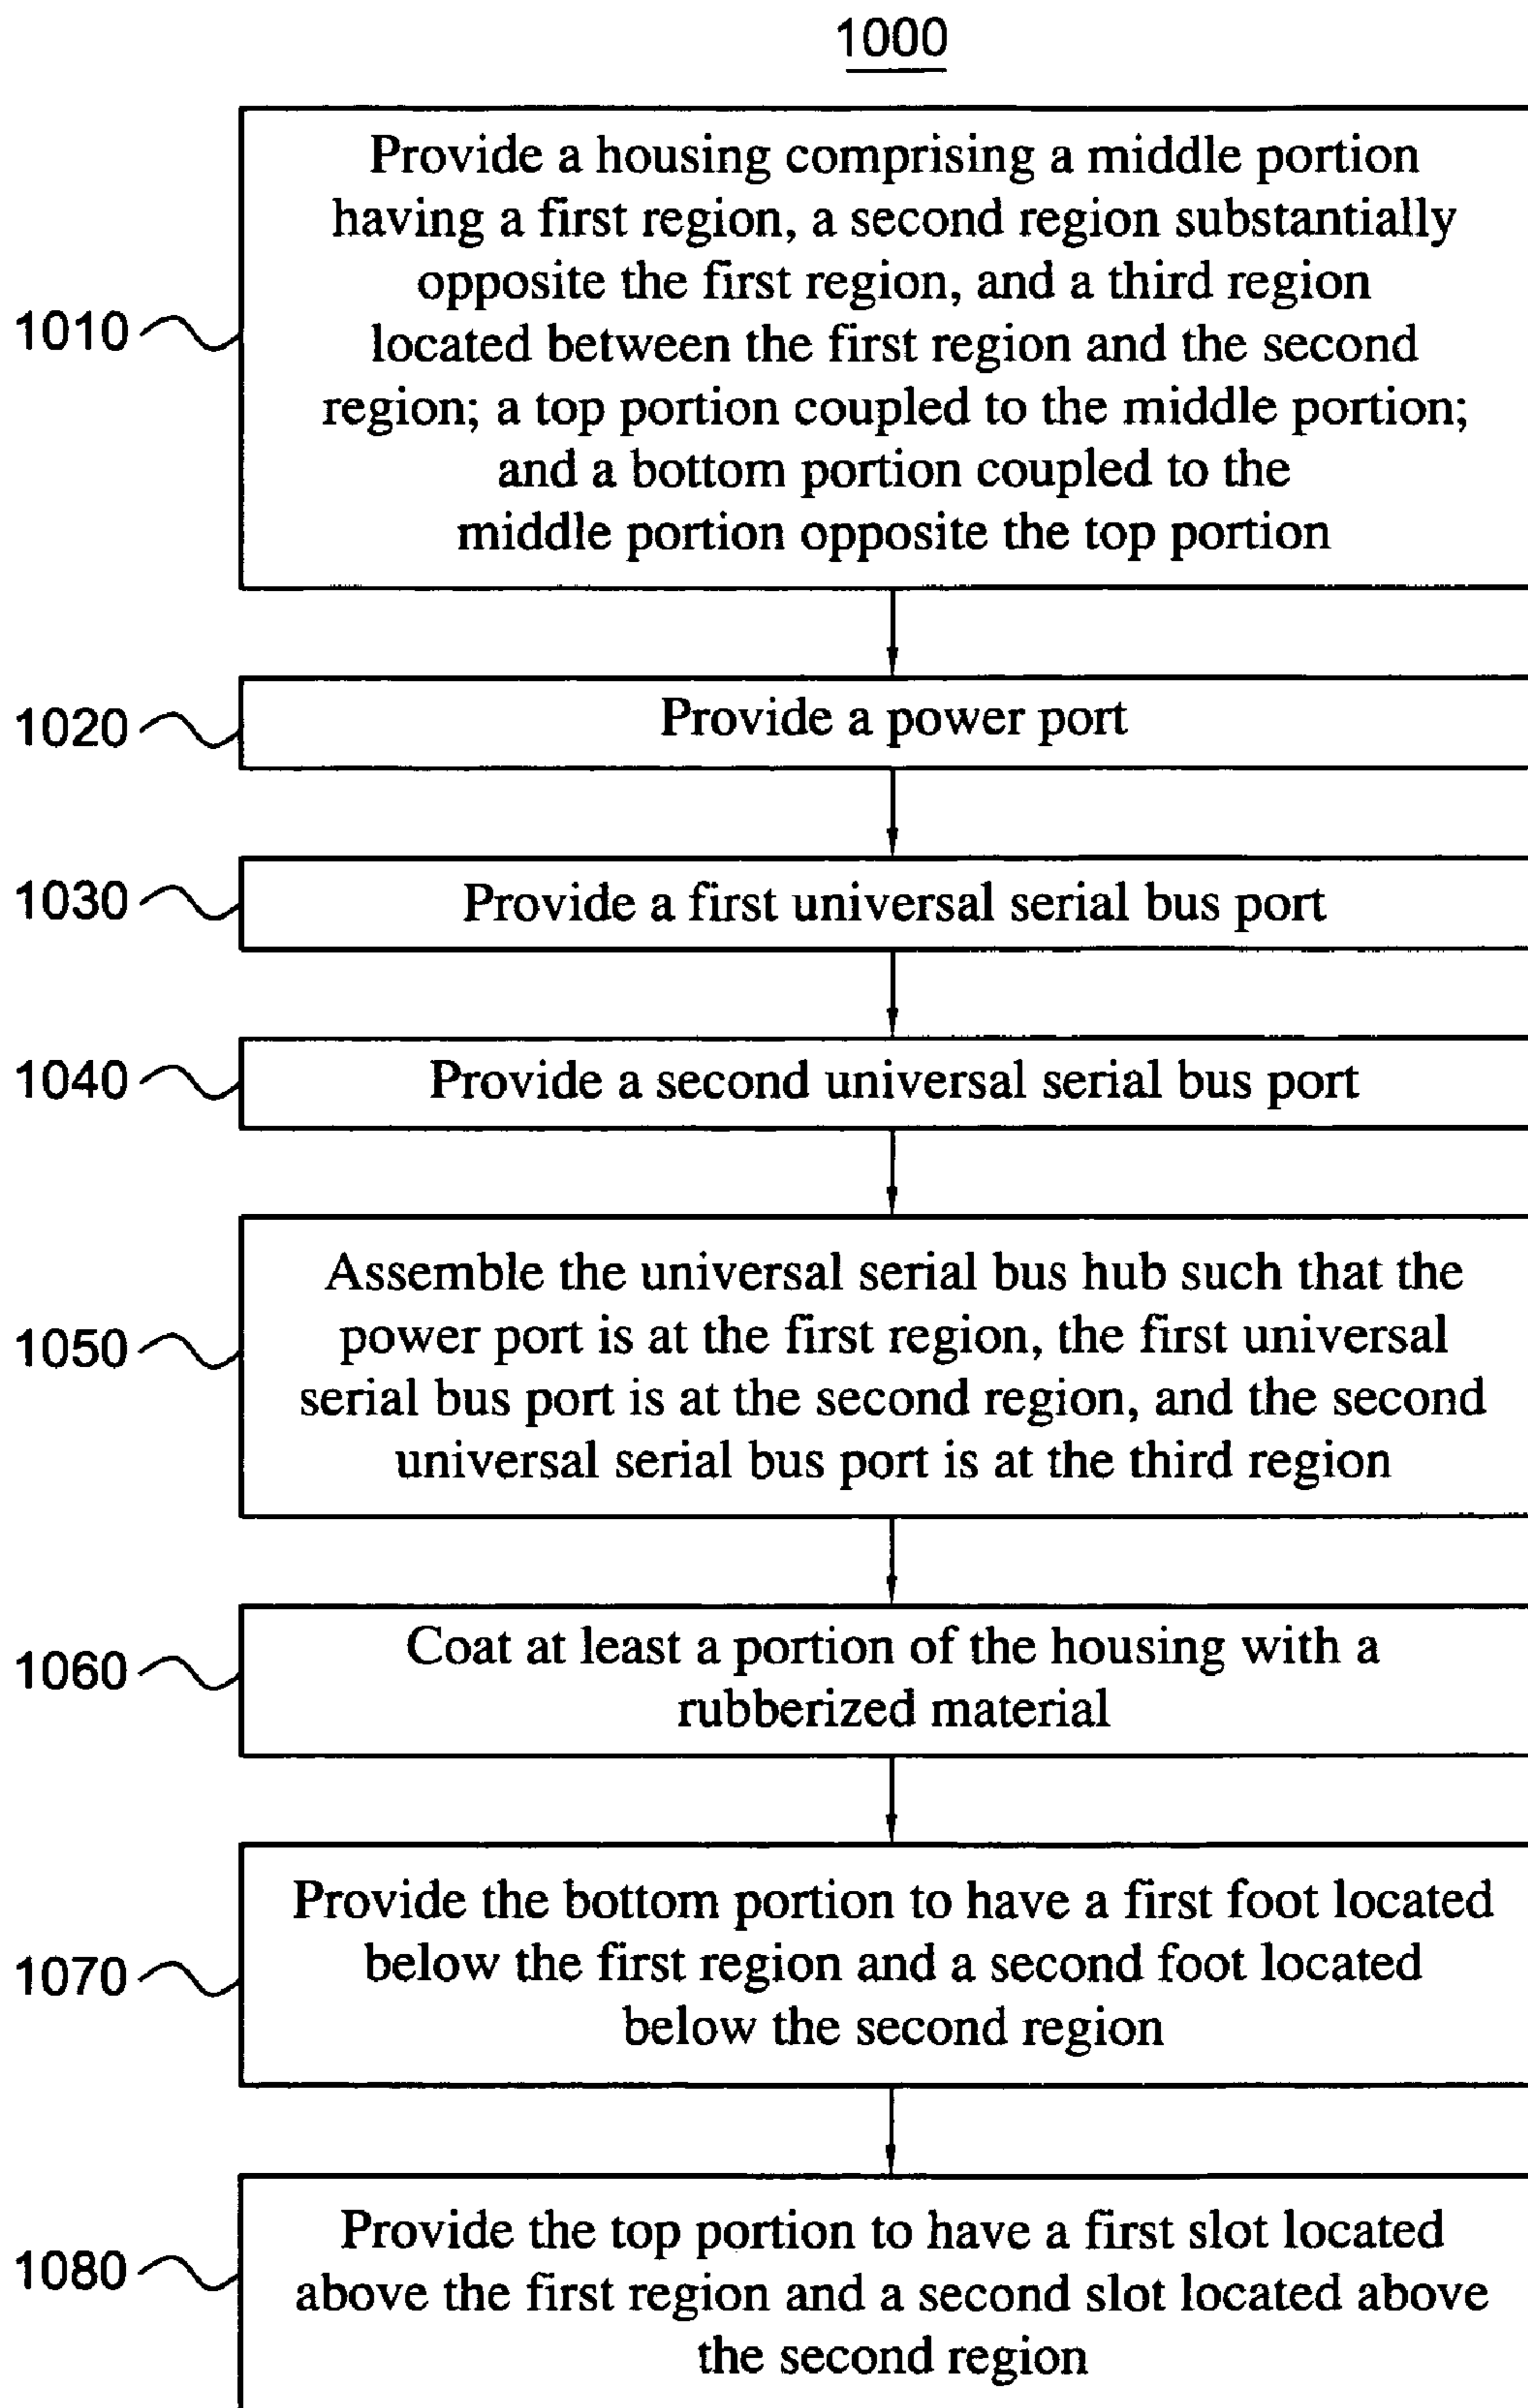 1000
Provide a housing comprising a middle portion
having a first region, a second region substantially
opposite the first region, and a third region
located between the first region and the second
region; a top portion coupled to the middle portion;
and a bottom portion coupled to the
middle portion opposite the top portion
1010
Provide a power port
1020
Provide a first universal serial bus port
1030
Provide a second universal serial bus port
1040
Assemble the universal serial bus hub such that the
power port is at the first region, the first universal
serial bus port is at the second region, and the second
universal serial bus port is at the third region
1050
Coat at least a portion of the housing with a
rubberized material
1060
Provide the bottom portion to have a first foot located
below the first region and a second foot located
below the second region
1070
Provide the top portion to have a first slot located
above the first region and a second slot located above
the second region
1080